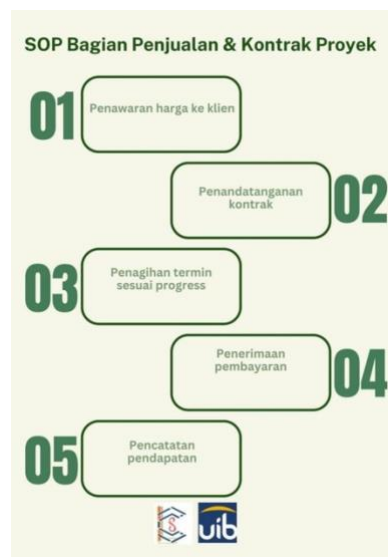 SOP Bagian Penjualan & Kontrak Proyek
01
Penawaran harga ke klien
Penandatanganan
kontrak
02
03
Penagihan termin
sesuai progress
Penerimaan
pembayaran
04
05
Pencatatan
pendapatan
S
uib